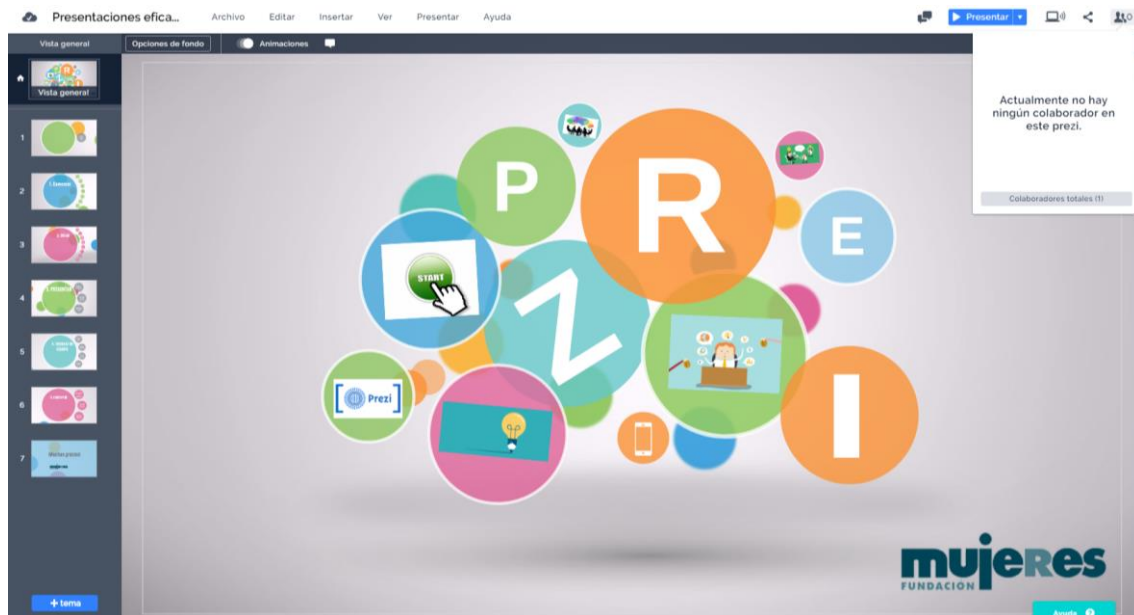 Presentaciones efica...
Archivo Editar Insertar Ver Presentar Ayuda
Presentar
Vista general
Opciones de fondo Animaciones
Vista general
1
2
3
4
5
6
7
+ tema
P
R
E
Z
I
START
Prezi
Actualmente no hay
ningún colaborador en
este prezi.
Colaboradores totales (1)
mujeres
FUNDACIÓN
Ayuda